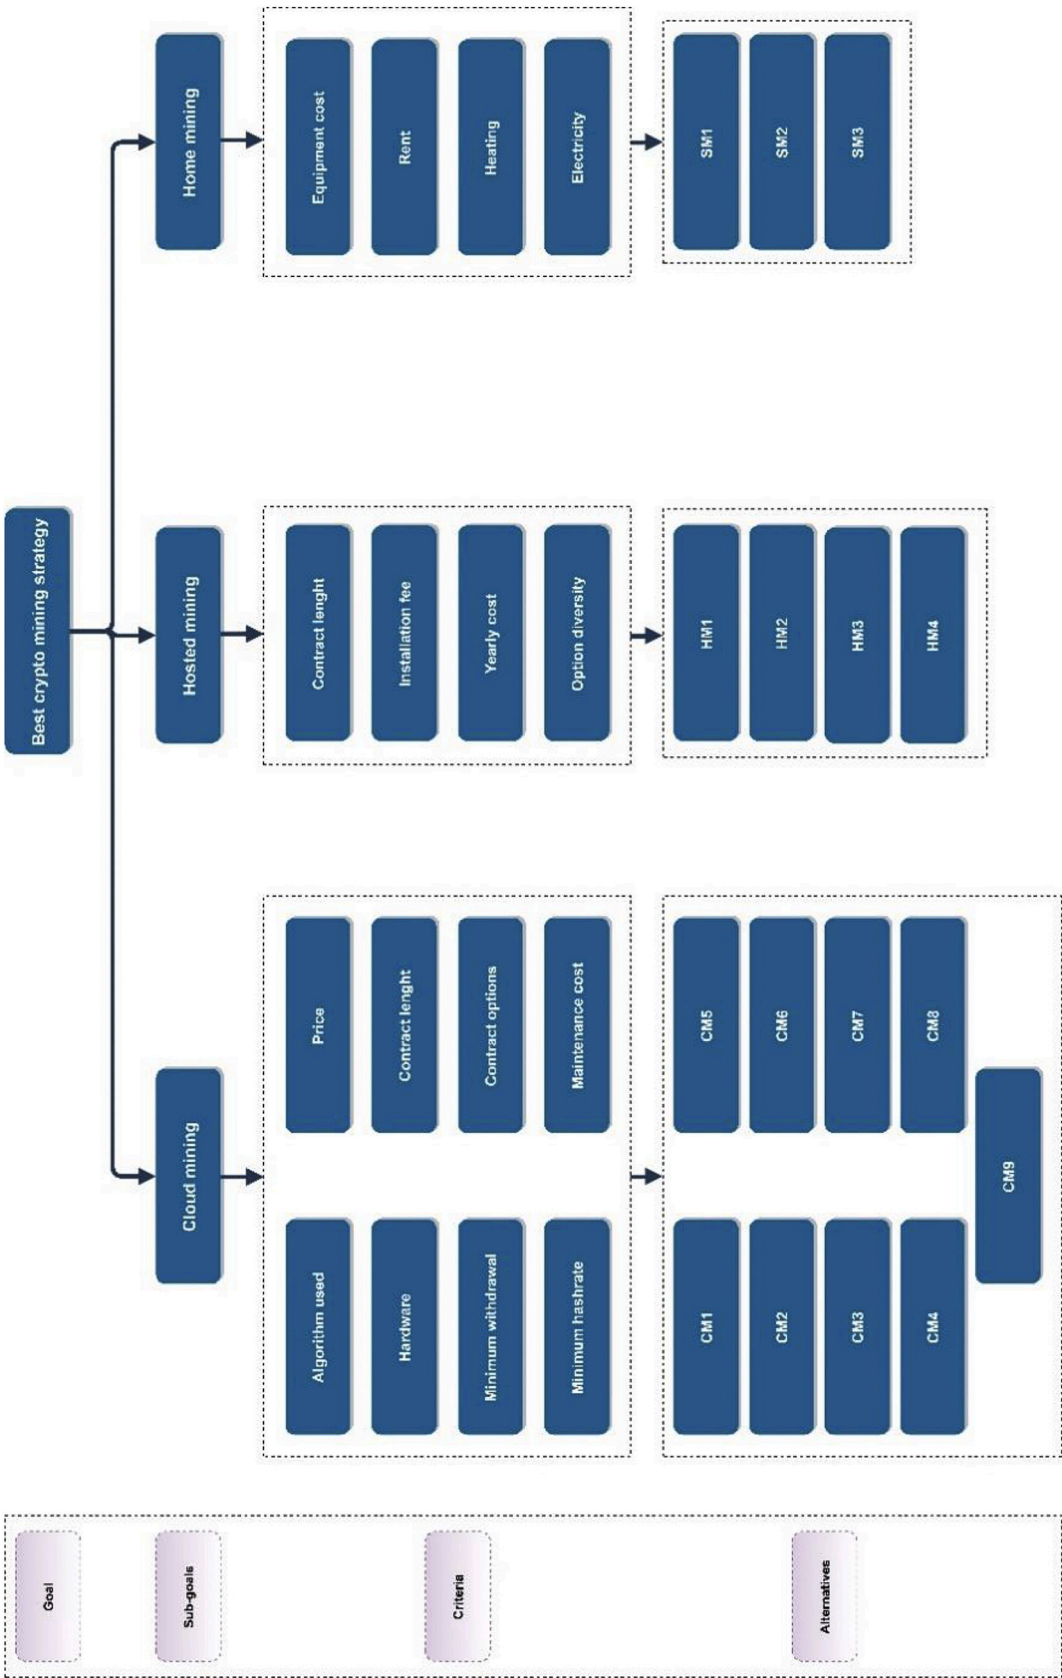 Best crypto mining strategy
Cloud mining
Hosted mining
Home mining
Algorithm used
Price
Hardware
Contract lenght
Minimum withdrawal
Contract options
Minimum hashrate
Maintenance cost
Contract lenght
Installation fee
Yearly cost
Option diversity
Equipment cost
Rent
Heating
Electricity
CM1
CM5
CM2
CM6
CM3
CM7
CM4
CM8
CM9
HM1
HM2
HM3
HM4
SM1
SM2
SM3
Goal
Sub-goals
Criteria
Alternatives